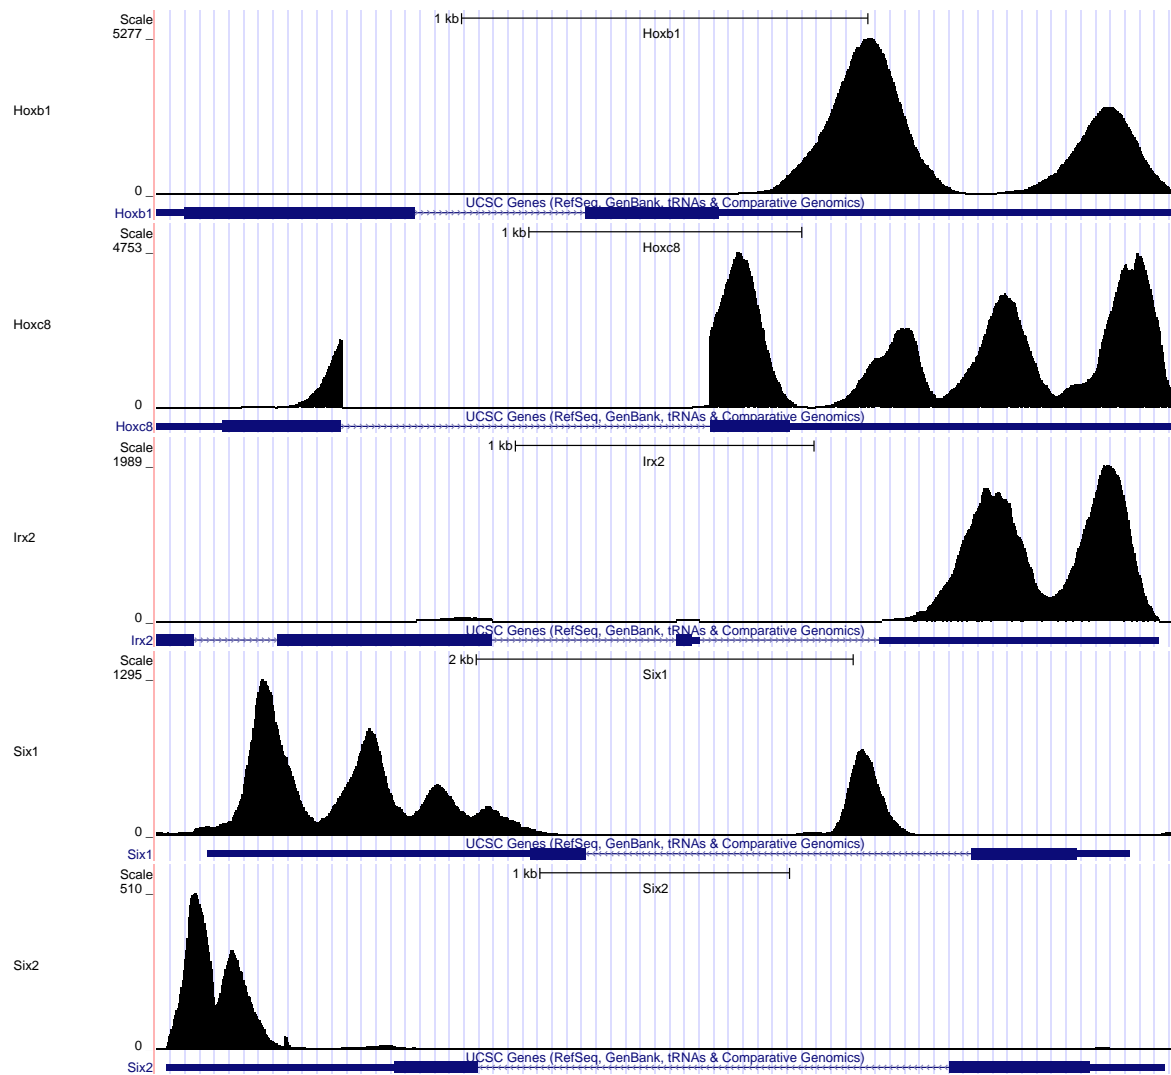 Scale 1 kb
5277 Hoxb1
Hoxb1
0
UCSC Genes (RefSeq, GenBank, tRNAs & Comparative Genomics)
Hoxb1
Scale 1 kb
4753 Hoxc8
Hoxc8
0
UCSC Genes (RefSeq, GenBank, tRNAs & Comparative Genomics)
Hoxc8
Scale 1 kb
1989 Irx2
Irx2
0
UCSC Genes (RefSeq, GenBank, tRNAs & Comparative Genomics)
Irx2
Scale 2 kb
1295 Six1
Six1
0
UCSC Genes (RefSeq, GenBank, tRNAs & Comparative Genomics)
Six1
Scale 1 kb
510 Six2
Six2
0
UCSC Genes (RefSeq, GenBank, tRNAs & Comparative Genomics)
Six2